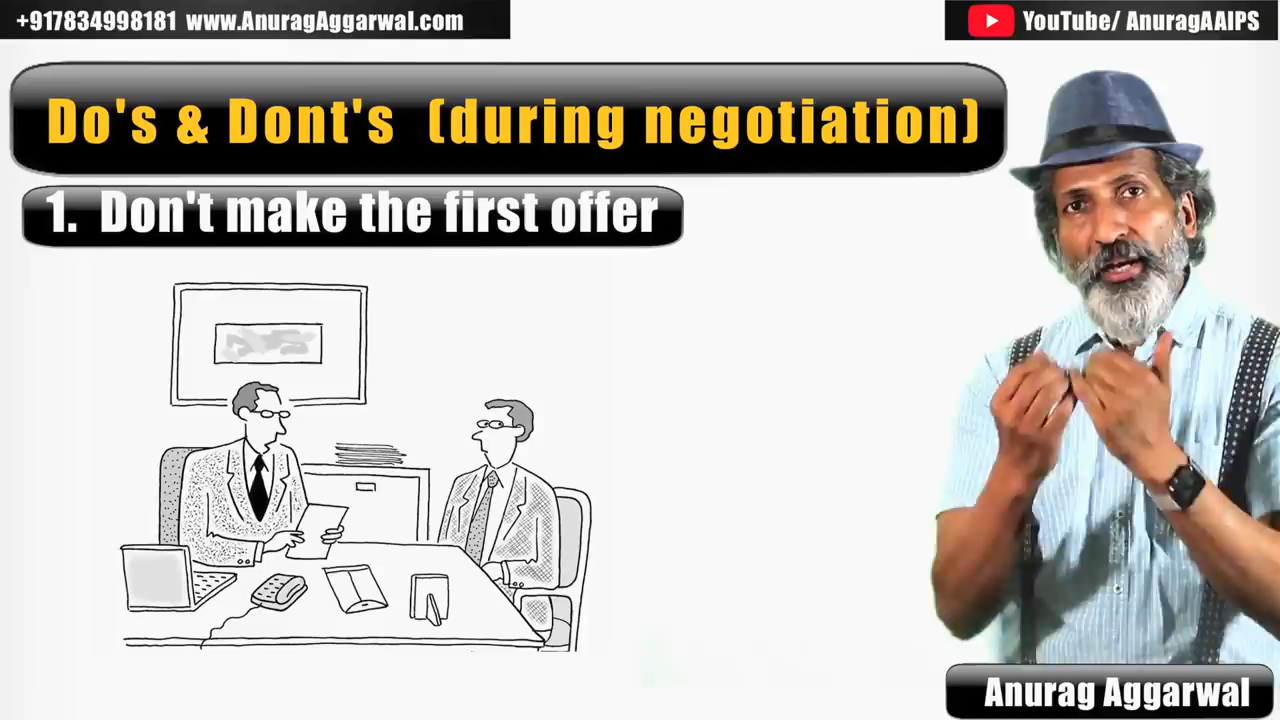 +917834998181 www.AnuragAggarwal.com
YouTube/ AnuragAAIPS
Do's & Dont's (during negotiation)
1. Don't make the first offer
Anurag Aggarwal